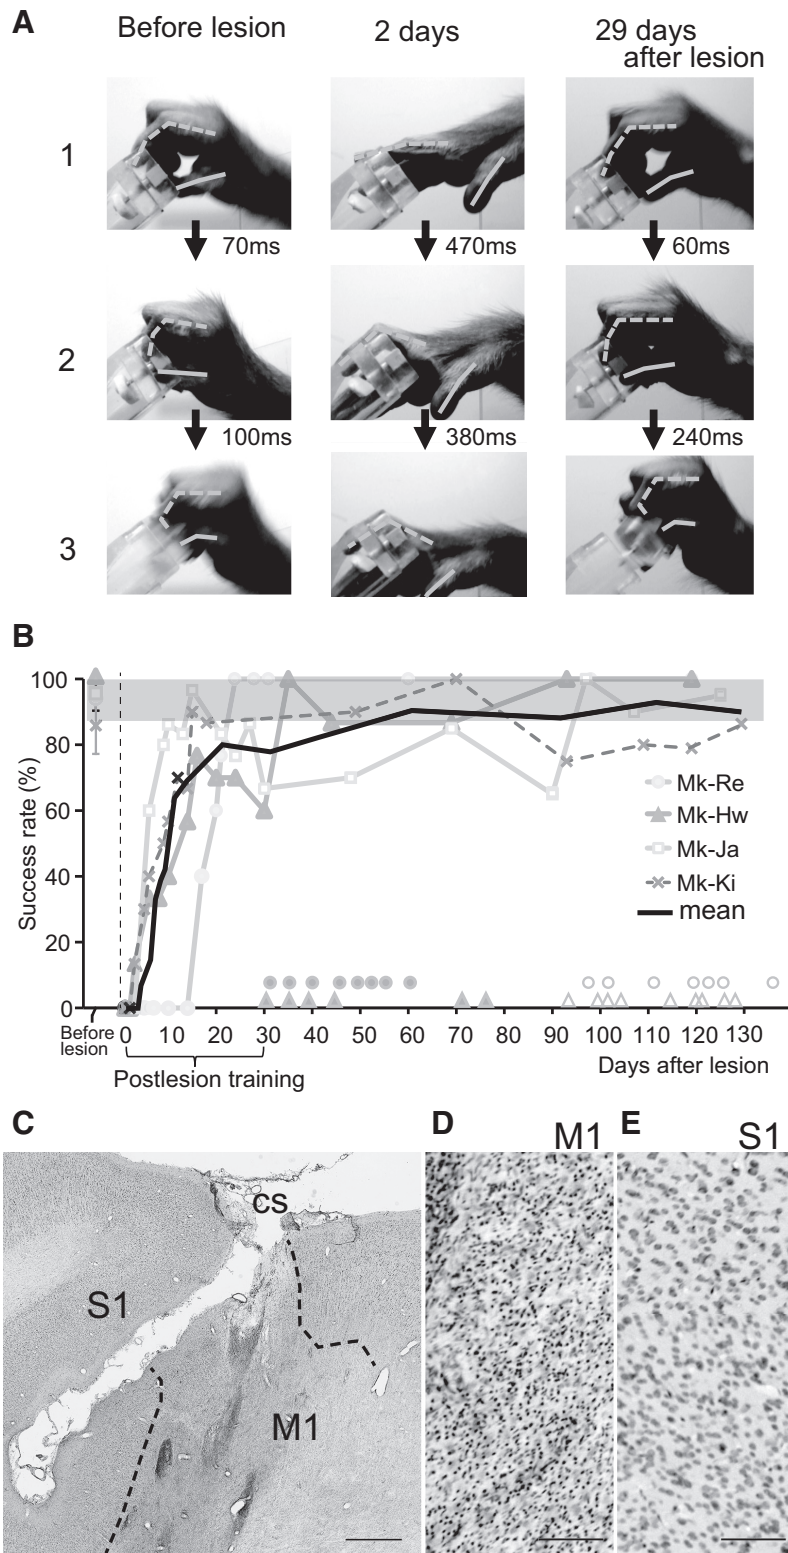 A
Before lesion
2 days
29 days
after lesion
1
70ms
470ms
60ms
2
100ms
380ms
240ms
3
B
100
80
60
40
20
0
Success rate (%)
Mk-Re
Mk-Hw
Mk-Ja
Mk-Ki
mean
Before
lesion
0 10 20 30 40 50 60 70 80 90 100 110 120 130
Days after lesion
Postlesion training
C
D
M1
E
S1
cs
S1
M1